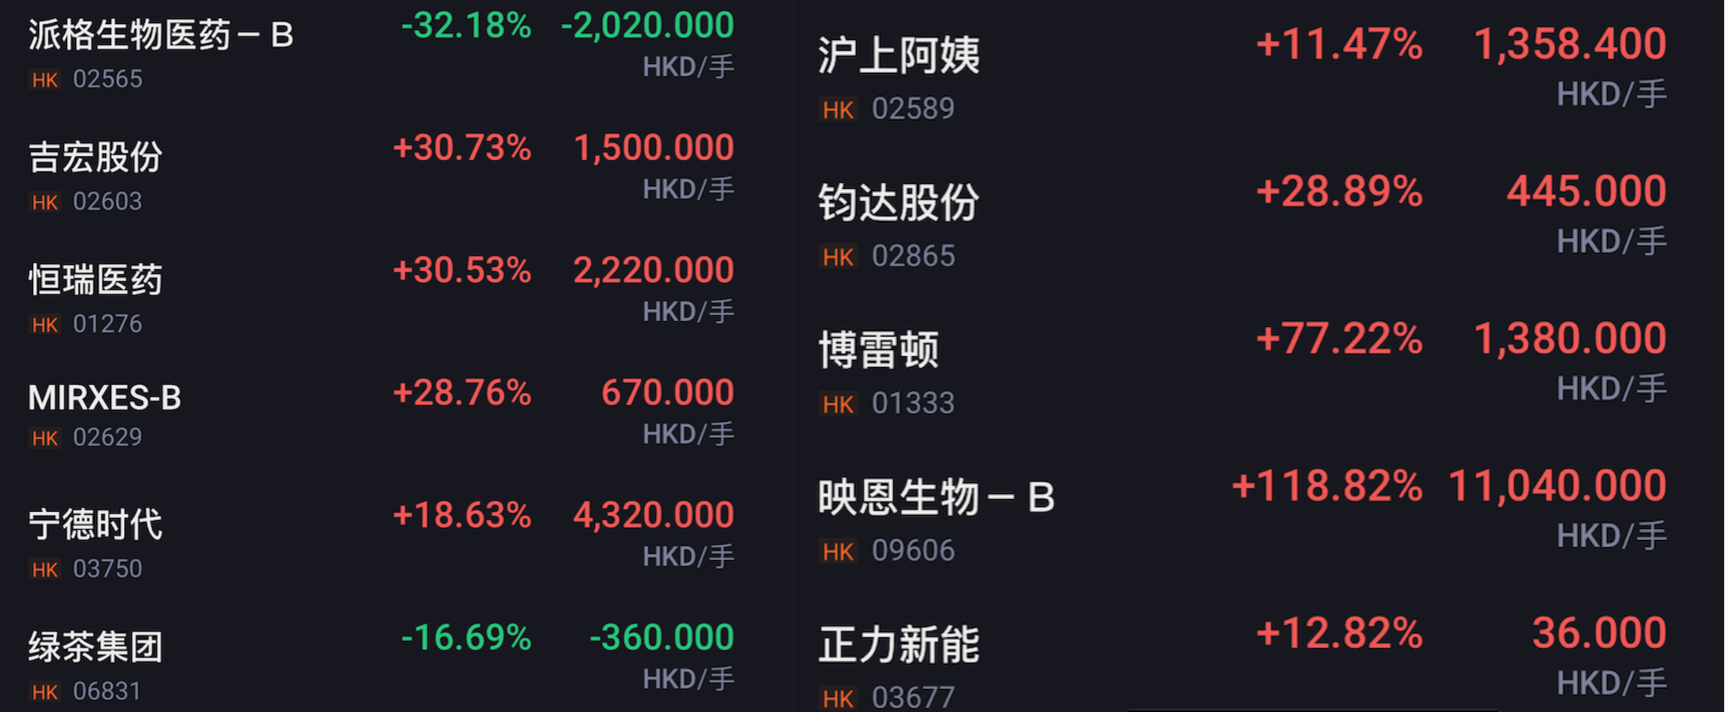 派格生物医药－B -32.18% -2,020.000
HK 02565 HKD/手
吉宏股份 +30.73% 1,500.000
HK 02603 HKD/手
恒瑞医药 +30.53% 2,220.000
HK 01276 HKD/手
MIRXES-B +28.76% 670.000
HK 02629 HKD/手
宁德时代 +18.63% 4,320.000
HK 03750 HKD/手
绿茶集团 -16.69% -360.000
HK 06831 HKD/手
沪上阿姨 +11.47% 1,358.400
HK 02589 HKD/手
钧达股份 +28.89% 445.000
HK 02865 HKD/手
博雷顿 +77.22% 1,380.000
HK 01333 HKD/手
映恩生物－B +118.82% 11,040.000
HK 09606 HKD/手
正力新能 +12.82% 36.000
HK 03677 HKD/手